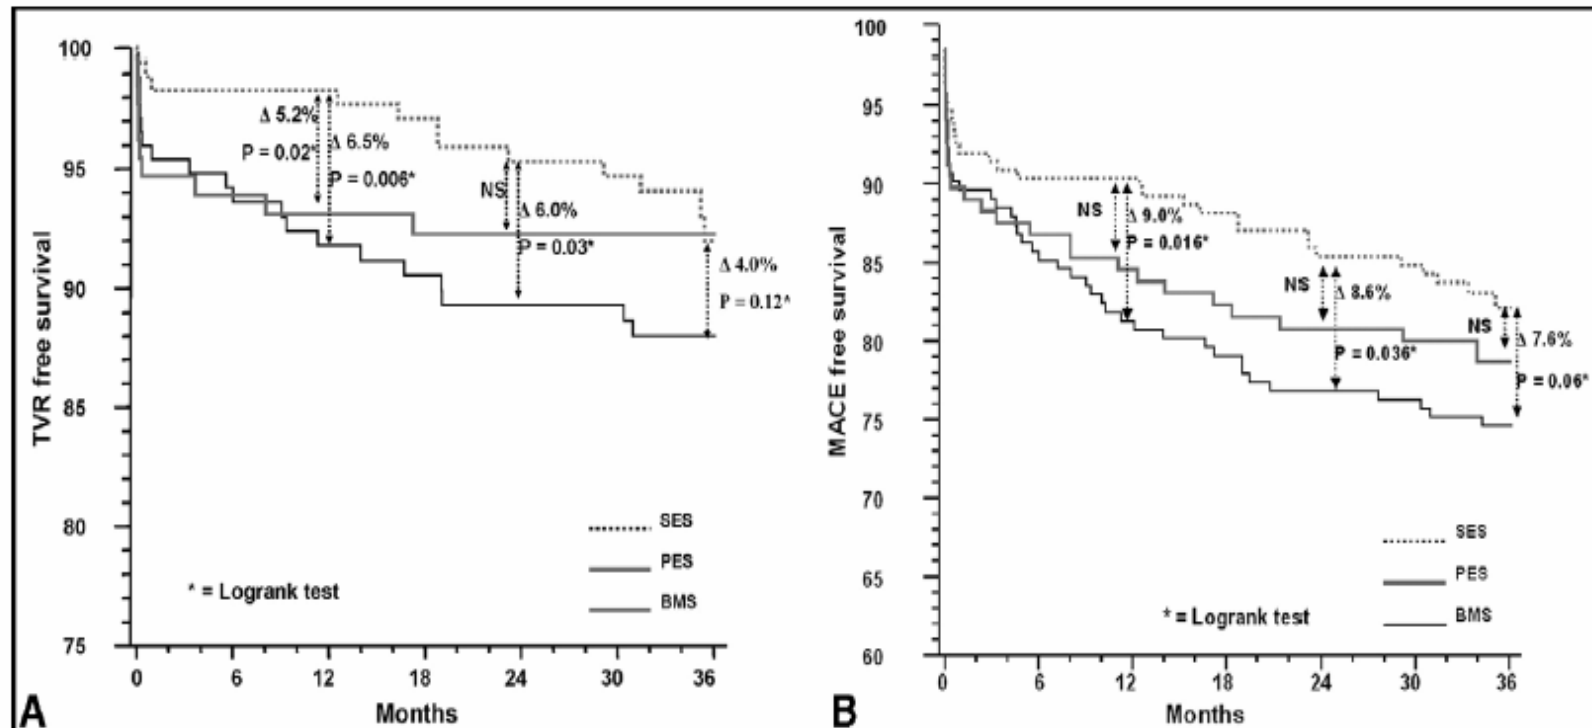 100
95
90
85
80
75
TVR free survival
Δ 5.2%
P = 0.02*
Δ 6.5%
P = 0.006*
NS
Δ 6.0%
P = 0.03*
Δ 4.0%
P = 0.12*
SES
PES
BMS
* = Logrank test
0 6 12 18 24 30 36
Months
A
100
95
90
85
80
75
70
65
60
MACE free survival
NS
Δ 9.0%
P = 0.016*
NS
Δ 8.6%
P = 0.036*
NS
Δ 7.6%
P = 0.06*
SES
PES
BMS
* = Logrank test
0 6 12 18 24 30 36
Months
B